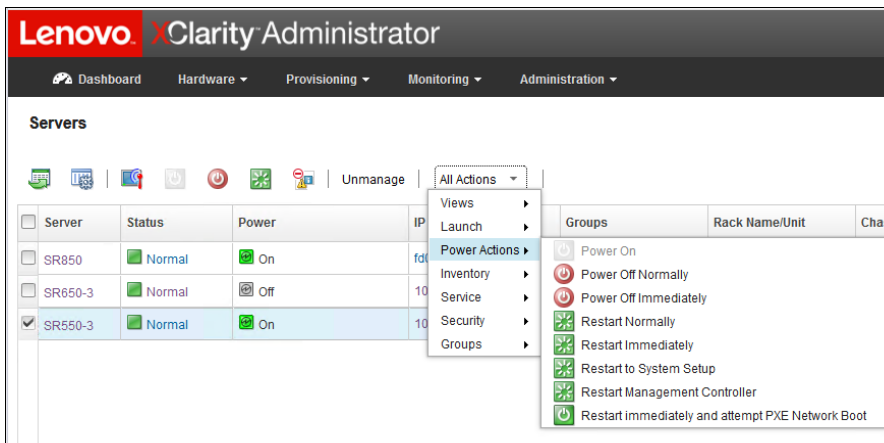 Lenovo. XClarity Administrator
Dashboard Hardware Provisioning Monitoring Administration
Servers
Unmanage All Actions
Server Status Power IP Groups Rack Name/Unit Cha
SR850 Normal On fd0
SR650-3 Normal Off 10
SR550-3 Normal On 10
Views
Launch
Power Actions
Inventory
Service
Security
Groups
Power On
Power Off Normally
Power Off Immediately
Restart Normally
Restart Immediately
Restart to System Setup
Restart Management Controller
Restart immediately and attempt PXE Network Boot